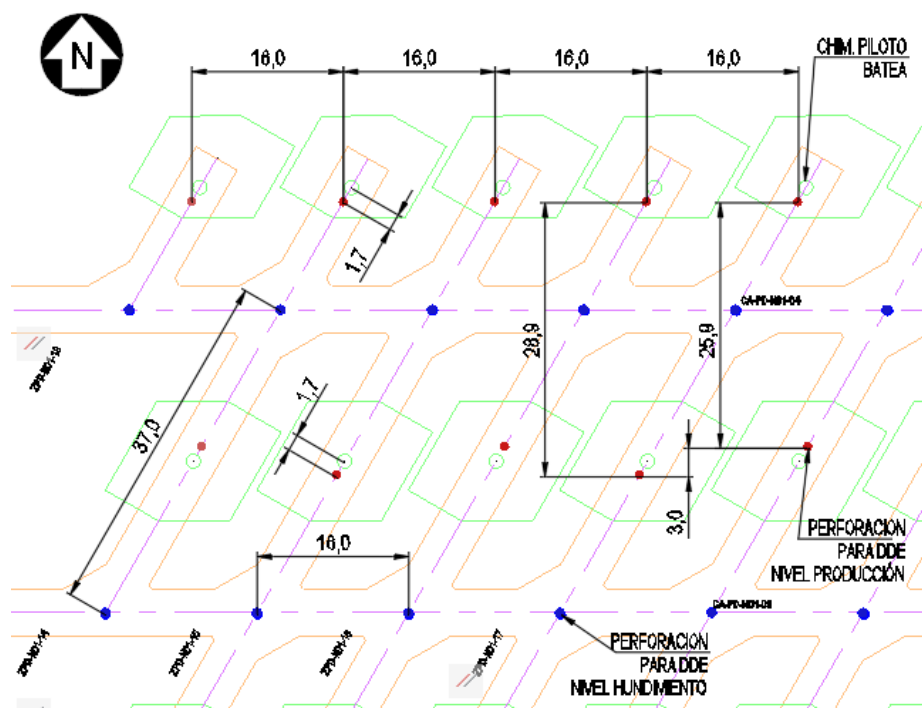 N
16,0
16,0
16,0
16,0
CHIM. PILOTO
BATEA
1,7
28,9
25,9
37,0
1,7
3,0
16,0
PERFORACION
PARA DDE
NIVEL PRODUCCIÓN
PERFORACION
PARA DDE
NIVEL HUNDIMIENTO